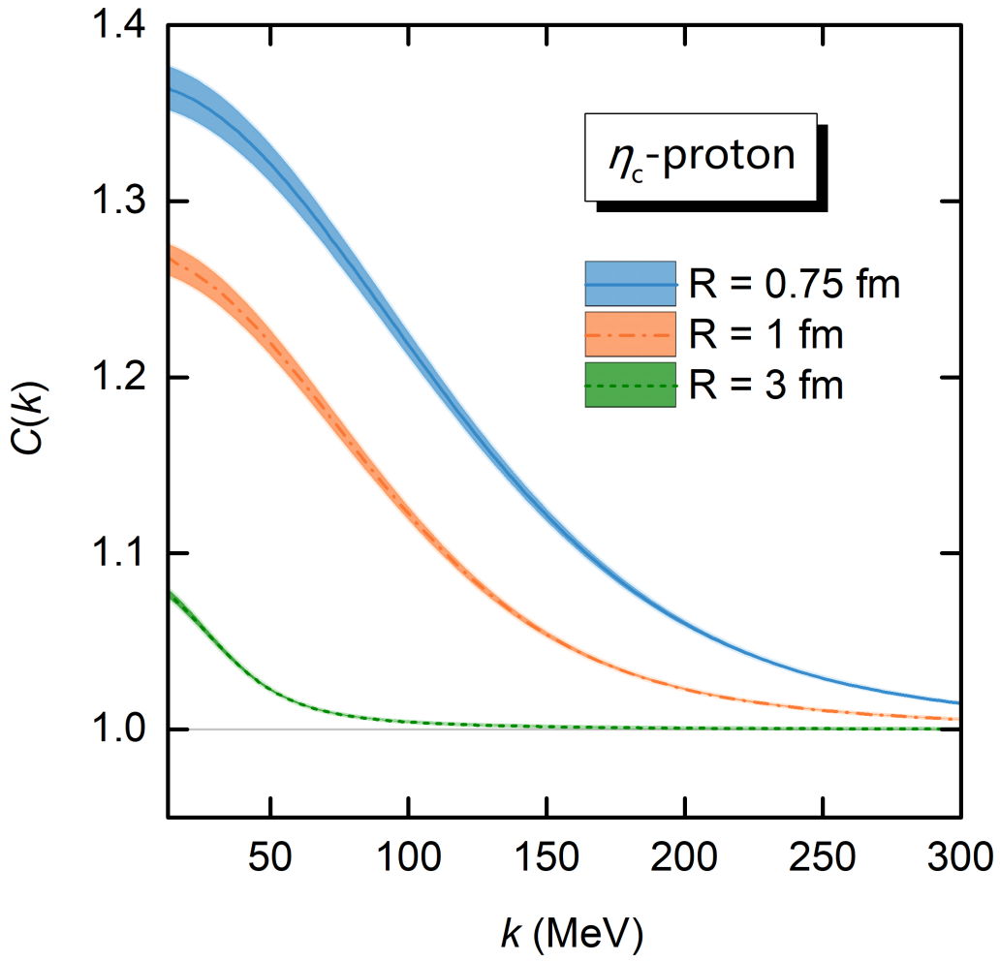 1.4
1.3
1.2
1.1
1.0
C(k)
ηc-proton
R = 0.75 fm
R = 1 fm
R = 3 fm
50 100 150 200 250 300
k (MeV)